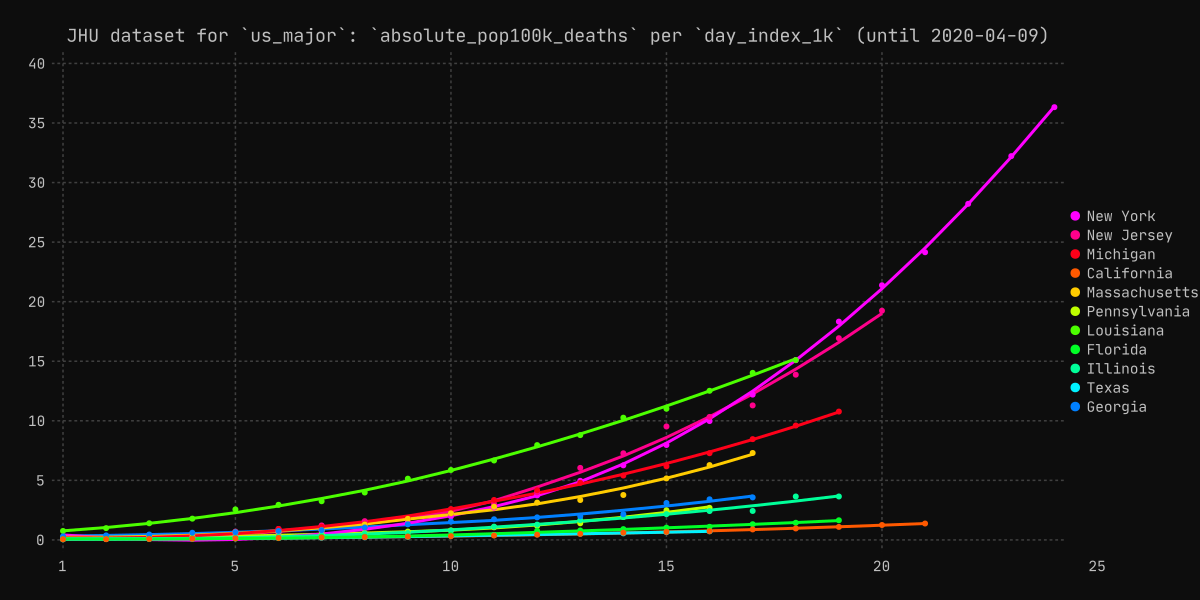 JHU dataset for `us_major`: `absolute_pop100k_deaths` per `day_index_1k` (until 2020-04-09)
40
35
30
25
20
15
10
5
0
1 5 10 15 20 25
New York
New Jersey
Michigan
California
Massachusetts
Pennsylvania
Louisiana
Florida
Illinois
Texas
Georgia